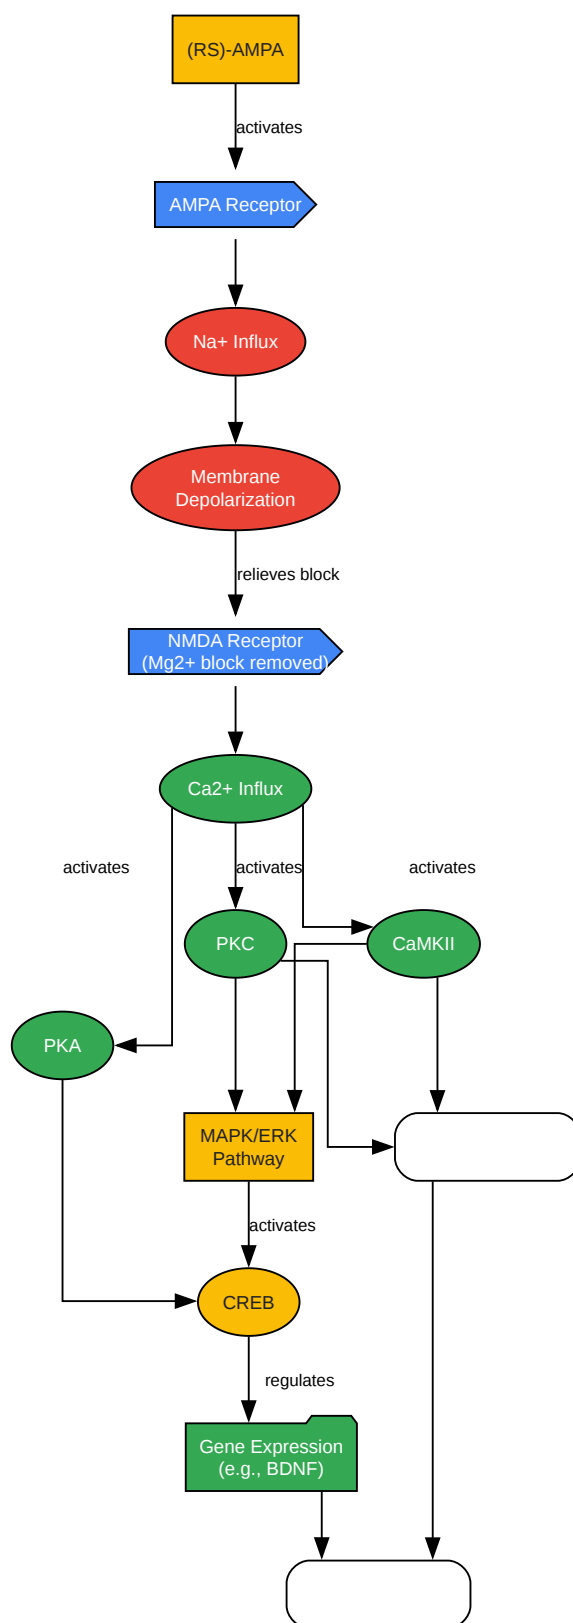 (RS)-AMPA
activates
AMPA Receptor
Na+ Influx
Membrane
Depolarization
relieves block
NMDA Receptor
(Mg2+ block removed)
Ca2+ Influx
activates
activates
activates
PKC
CaMKII
PKA
MAPK/ERK
Pathway
activates
CREB
regulates
Gene Expression
(e.g., BDNF)